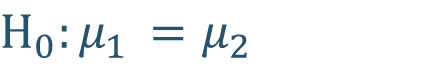 H₀: μ₁ = μ₂